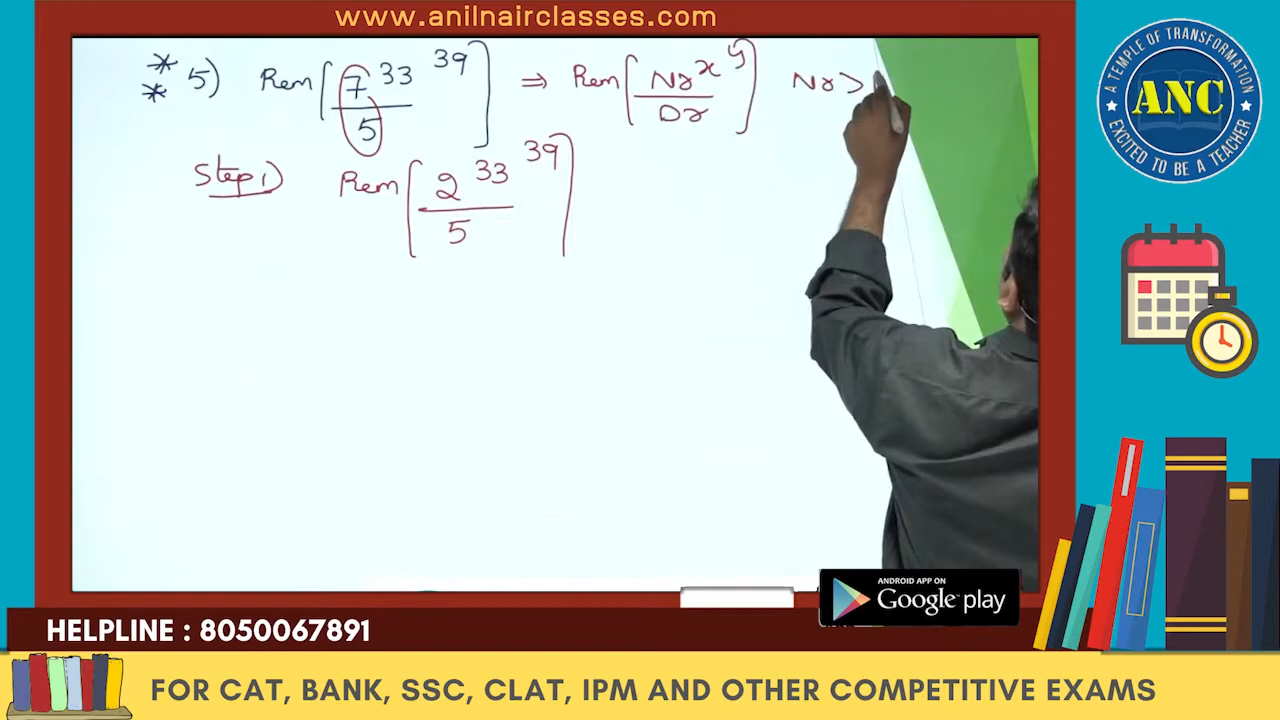 www.anilnairclasses.com
** 5) Rem[7^33^39/5] ⇒ Rem[Nr^x^y/Dr] Nr>
Step 1) Rem[2^33^39/5]
A TEMPLE OF TRANSFORMATION
ANC
EXCITED TO BE A TEACHER
ANDROID APP ON
Google play
HELPLINE : 8050067891
FOR CAT, BANK, SSC, CLAT, IPM AND OTHER COMPETITIVE EXAMS